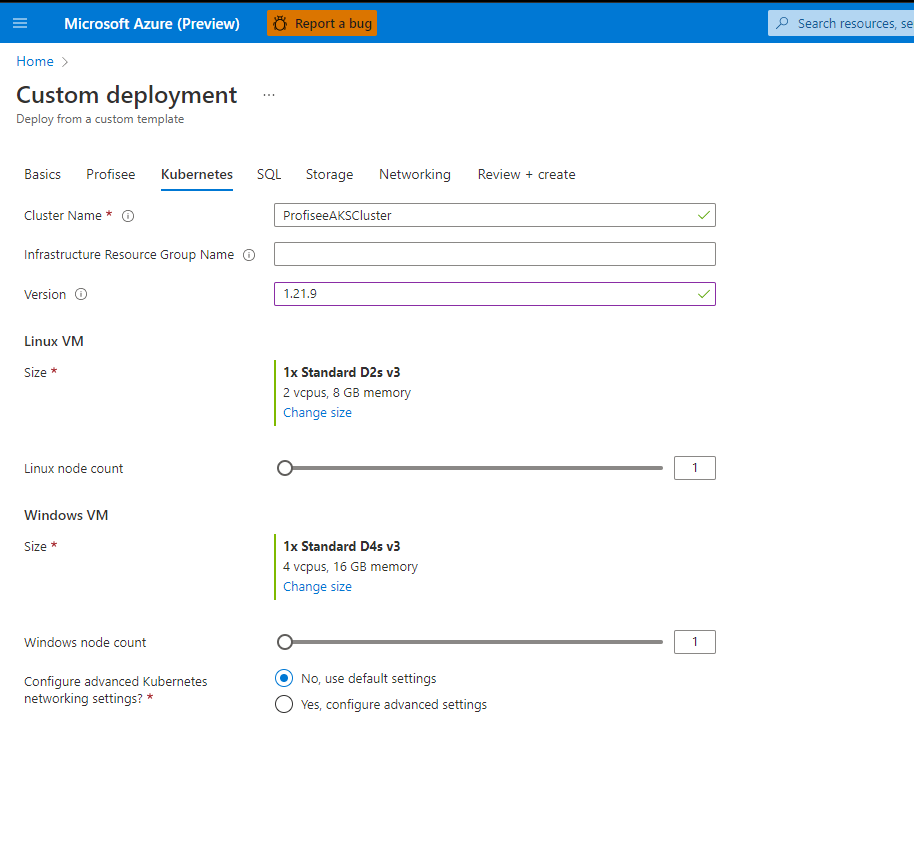 Microsoft Azure (Preview)
Report a bug
Search resources, se
Home
Custom deployment
...
Deploy from a custom template
Basics Profisee Kubernetes SQL Storage Networking Review + create
Cluster Name *
ProfiseeAKSCluster
Infrastructure Resource Group Name
Version
1.21.9
Linux VM
Size *
1x Standard D2s v3
2 vcpus, 8 GB memory
Change size
Linux node count
1
Windows VM
Size *
1x Standard D4s v3
4 vcpus, 16 GB memory
Change size
Windows node count
1
Configure advanced Kubernetes
networking settings? *
No, use default settings
Yes, configure advanced settings